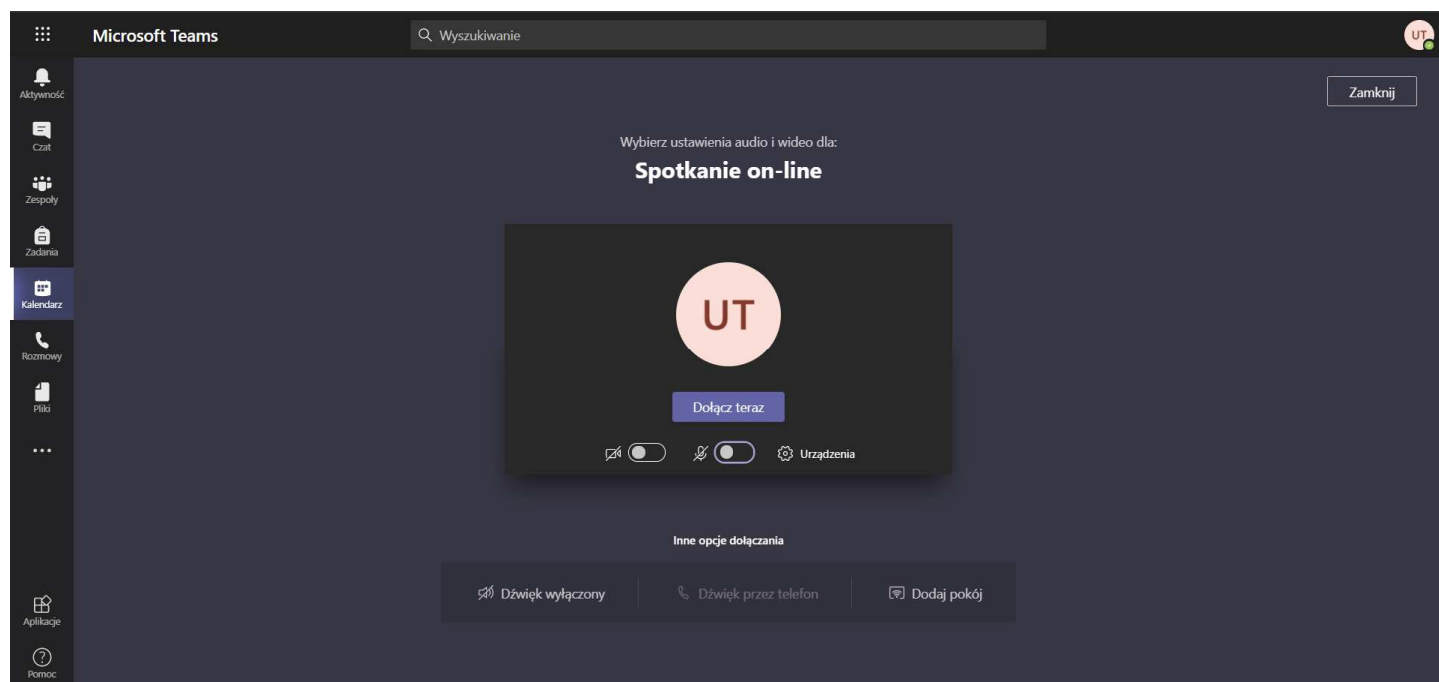 Microsoft Teams
Wyszukiwanie
UT
Aktywność
Czat
Zespoły
Zadania
Kalendarz
Rozmowy
Pliki
Aplikacje
Pomoc
Zamknij
Wybierz ustawienia audio i wideo dla:
Spotkanie on-line
UT
Dołącz teraz
Urządzenia
Inne opcje dołączania
Dźwięk wyłączony
Dźwięk przez telefon
Dodaj pokój